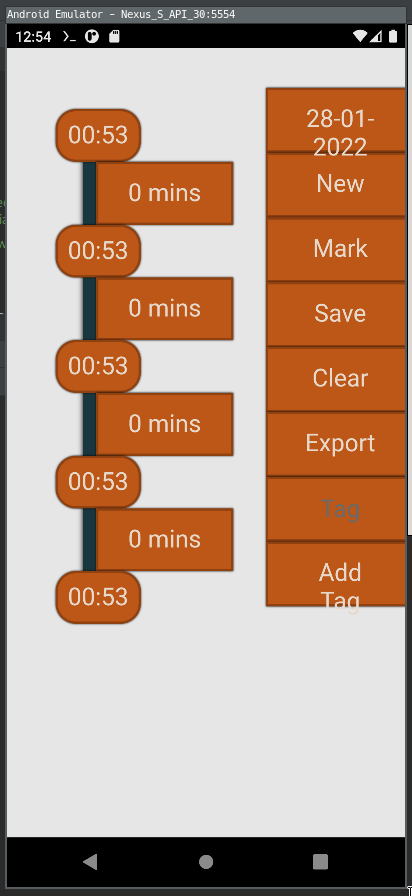 Android Emulator - Nexus_S_API_30:5554
12:54
00:53
0 mins
00:53
0 mins
00:53
0 mins
00:53
0 mins
00:53
28-01-
2022
New
Mark
Save
Clear
Export
Tag
Add
Tag